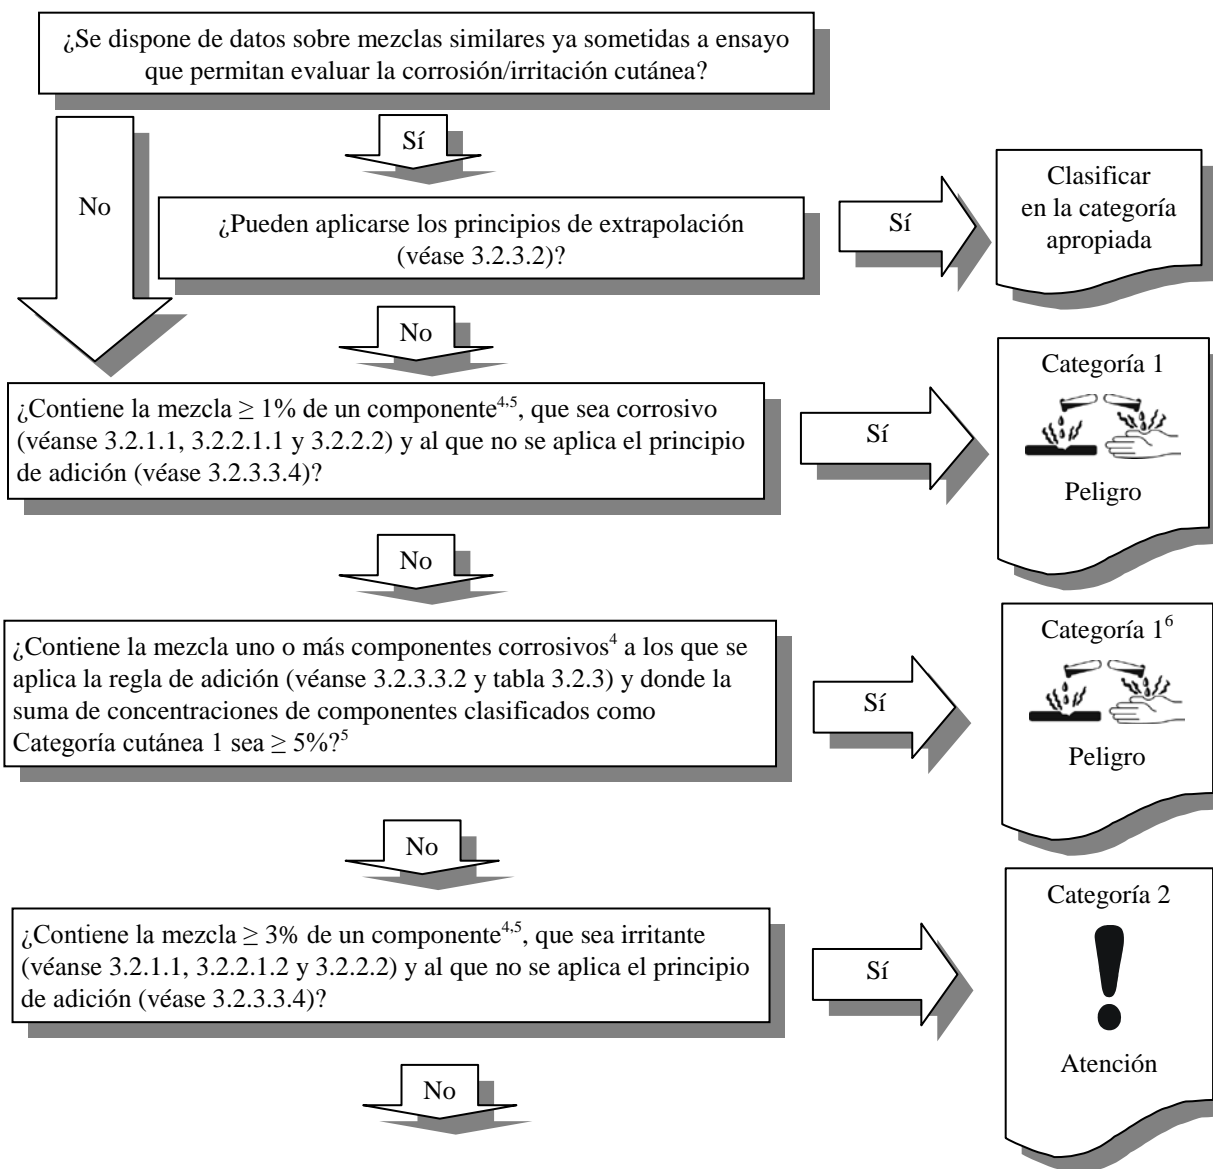 ¿Se dispone de datos sobre mezclas similares ya sometidas a ensayo
que permitan evaluar la corrosión/irritación cutánea?
Sí
No
¿Pueden aplicarse los principios de extrapolación
(véase 3.2.3.2)?
Sí
Clasificar
en la categoría
apropiada
No
¿Contiene la mezcla ≥ 1% de un componente⁴,⁵, que sea corrosivo
(véanse 3.2.1.1, 3.2.2.1.1 y 3.2.2.2) y al que no se aplica el principio
de adición (véase 3.2.3.3.4)?
Sí
Categoría 1
Peligro
No
¿Contiene la mezcla uno o más componentes corrosivos⁴ a los que se
aplica la regla de adición (véanse 3.2.3.3.2 y tabla 3.2.3) y donde la
suma de concentraciones de componentes clasificados como
Categoría cutánea 1 sea ≥ 5%?⁵
Sí
Categoría 1⁶
Peligro
No
¿Contiene la mezcla ≥ 3% de un componente⁴,⁵, que sea irritante
(véanse 3.2.1.1, 3.2.2.1.2 y 3.2.2.2) y al que no se aplica el principio
de adición (véase 3.2.3.3.4)?
Sí
Categoría 2
Atención
No